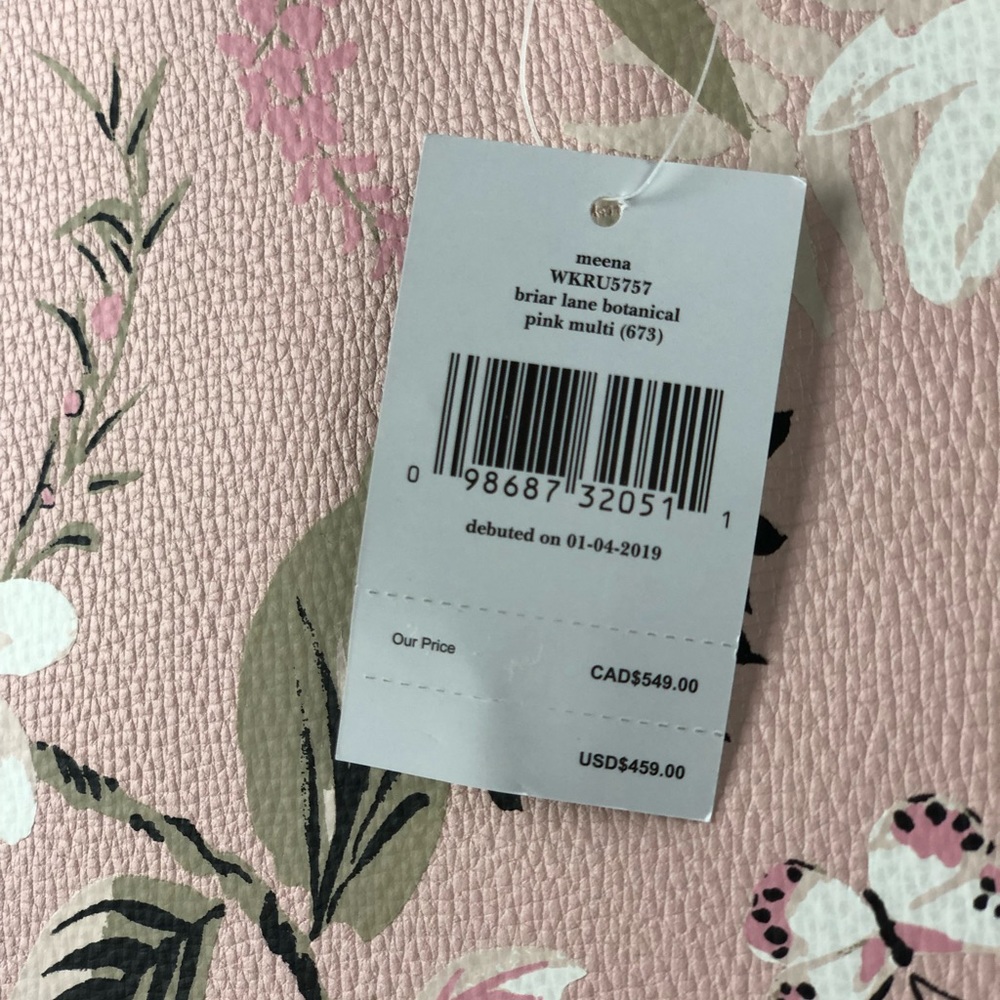 meena
WKRU5757
briar lane botanical
pink multi (673)
0 98687 32051 1
debuted on 01-04-2019
Our Price
CAD$549.00
USD$459.00